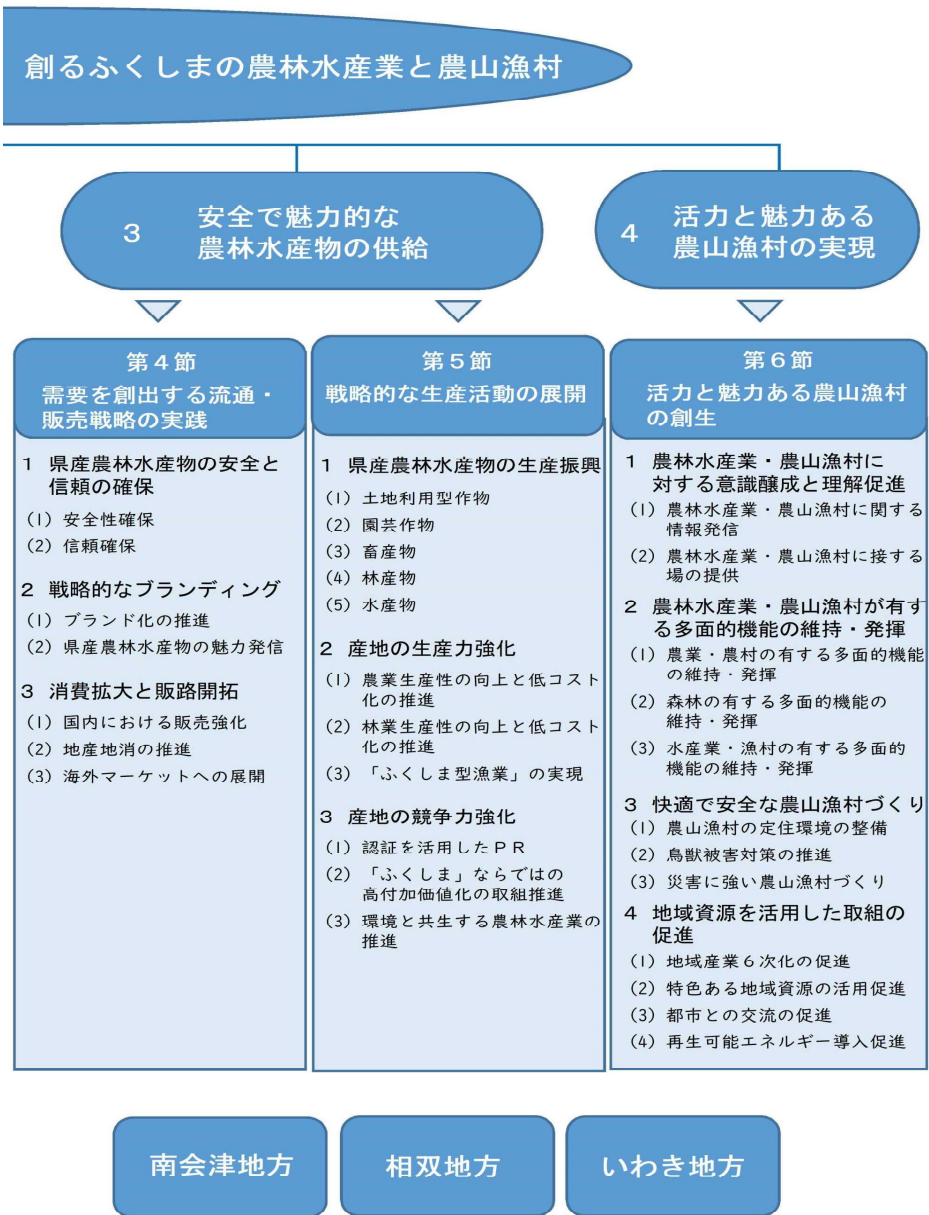 創るふくしまの農林水産業と農山漁村
3 安全で魅力的な
農林水産物の供給
4 活力と魅力ある
農山漁村の実現
第4節
需要を創出する流通・
販売戦略の実践
1 県産農林水産物の安全と
信頼の確保
(1) 安全性確保
(2) 信頼確保
2 戦略的なブランディング
(1) ブランド化の推進
(2) 県産農林水産物の魅力発信
3 消費拡大と販路開拓
(1) 国内における販売強化
(2) 地産地消の推進
(3) 海外マーケットへの展開
第5節
戦略的な生産活動の展開
1 県産農林水産物の生産振興
(1) 土地利用型作物
(2) 園芸作物
(3) 畜産物
(4) 林産物
(5) 水産物
2 産地の生産力強化
(1) 農業生産性の向上と低コスト
化の推進
(2) 林業生産性の向上と低コスト
化の推進
(3) 「ふくしま型漁業」の実現
3 産地の競争力強化
(1) 認証を活用したPR
(2) 「ふくしま」ならではの
高付加価値化の取組推進
(3) 環境と共生する農林水産業の
推進
第6節
活力と魅力ある農山漁村
の創生
1 農林水産業・農山漁村に
対する意識醸成と理解促進
(1) 農林水産業・農山漁村に関する
情報発信
(2) 農林水産業・農山漁村に接する
場の提供
2 農林水産業・農山漁村が有す
る多面的機能の維持・発揮
(1) 農業・農村の有する多面的機能
の維持・発揮
(2) 森林の有する多面的機能の
維持・発揮
(3) 水産業・漁村の有する多面的
機能の維持・発揮
3 快適で安全な農山漁村づくり
(1) 農山漁村の定住環境の整備
(2) 鳥獣被害対策の推進
(3) 災害に強い農山漁村づくり
4 地域資源を活用した取組の
促進
(1) 地域産業6次化の促進
(2) 特色ある地域資源の活用促進
(3) 都市との交流の促進
(4) 再生可能エネルギー導入促進
南会津地方
相双地方
いわき地方